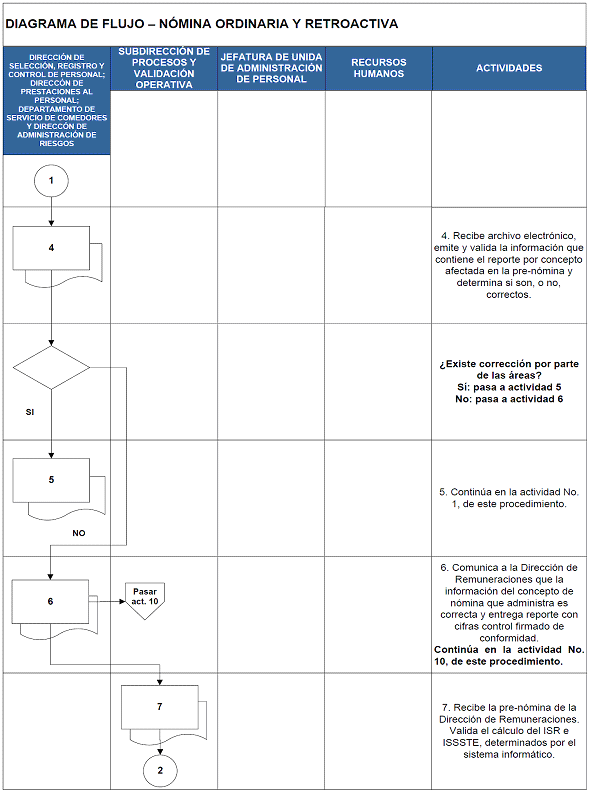 DIAGRAMA DE FLUJO – NÓMINA ORDINARIA Y RETROACTIVA
DIRECCIÓN DE
SELECCIÓN, REGISTRO Y
CONTROL DE PERSONAL;
DIRECCÓN DE
PRESTACIONES AL
PERSONAL;
DEPARTAMENTO DE
SERVICIO DE COMEDORES
Y DIRECCÓN DE
ADMINISTRACIÓN DE
RIESGOS
SUBDIRECCIÓN DE
PROCESOS Y
VALIDACIÓN
OPERATIVA
JEFATURA DE UNIDA
DE ADMINISTRACIÓN
DE PERSONAL
RECURSOS
HUMANOS
ACTIVIDADES
1
4
4. Recibe archivo electrónico,
emite y valida la información que
contiene el reporte por concepto
afectada en la pre-nómina y
determina si son, o no,
correctos.
SI
¿Existe corrección por parte
de las áreas?
Sí: pasa a actividad 5
No: pasa a actividad 6
5
NO
5. Continúa en la actividad No.
1, de este procedimiento.
6
Pasar
act. 10
6. Comunica a la Dirección de
Remuneraciones que la
información del concepto de
nómina que administra es
correcta y entrega reporte con
cifras control firmado de
conformidad.
Continúa en la actividad No.
10, de este procedimiento.
7
2
7. Recibe la pre-nómina de la
Dirección de Remuneraciones.
Valida el cálculo del ISR e
ISSSTE, determinados por el
sistema informático.